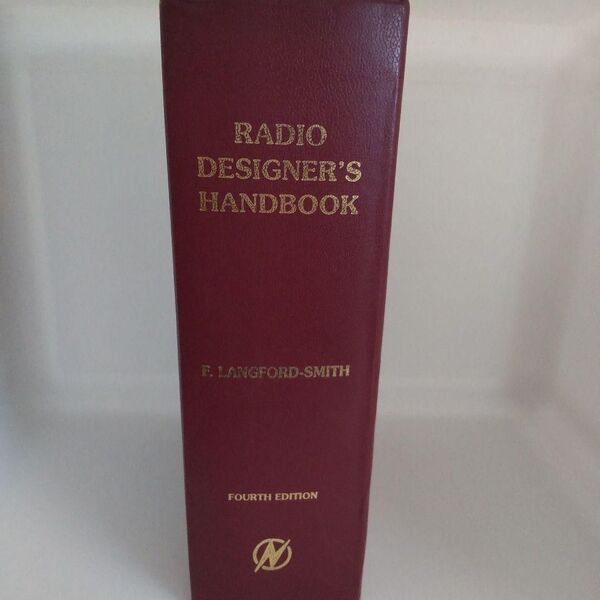 RADIO
DESIGNER'S
HANDBOOK
F. LANGFORD-SMITH
FOURTH EDITION
N